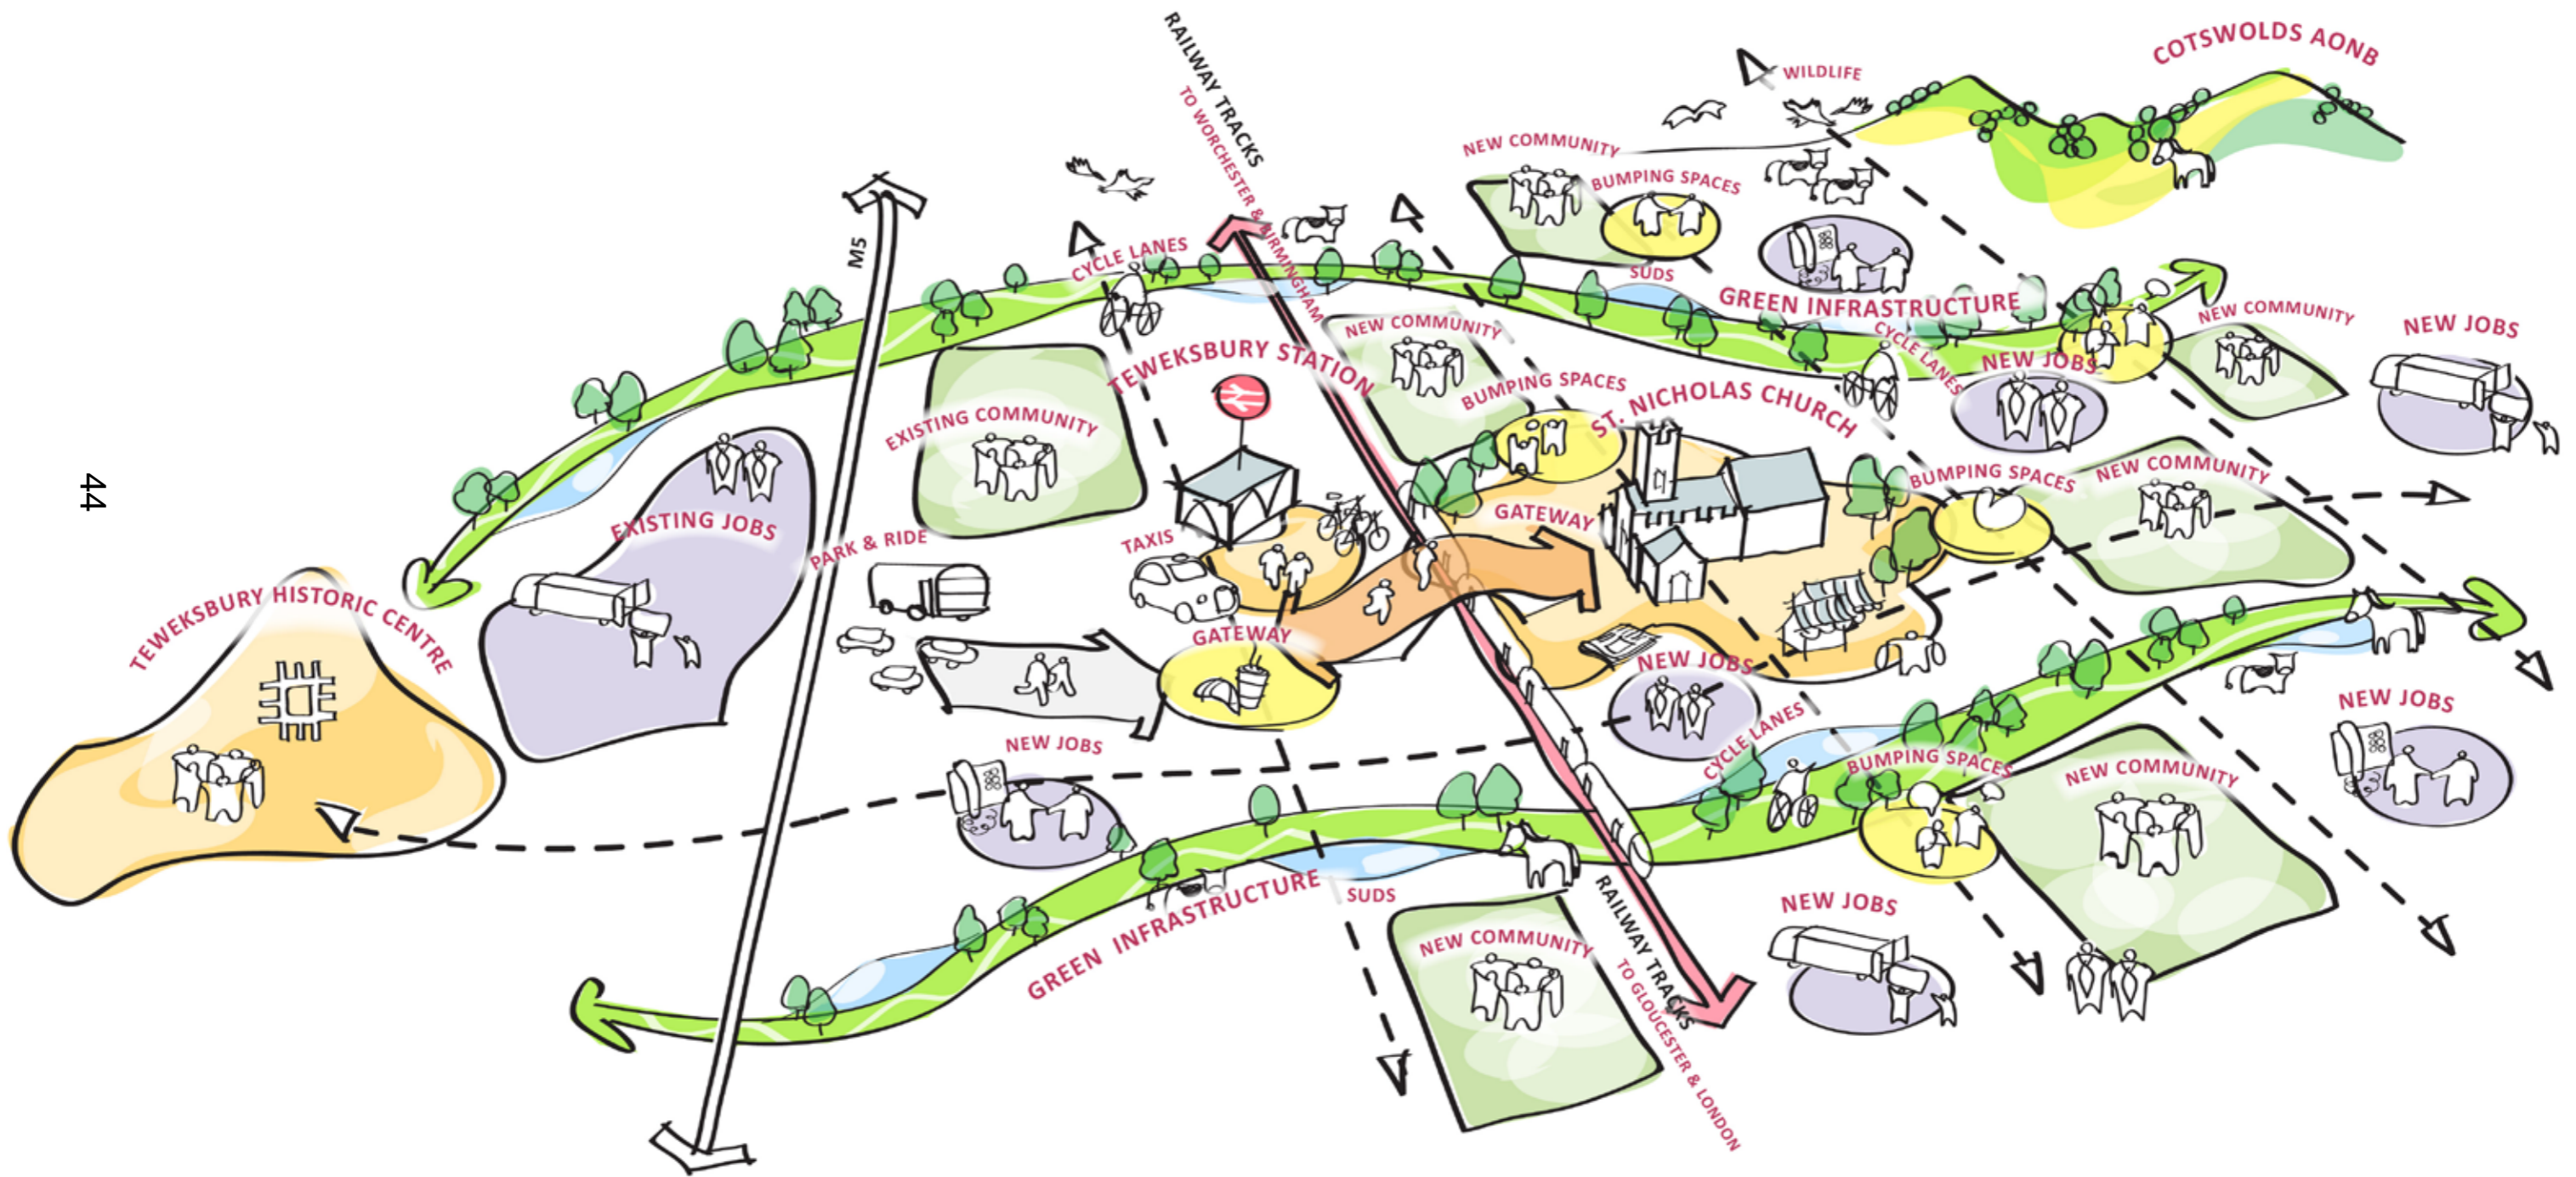 RAILWAY TRACKS
TO WORCHESTER & BIRMINGHAM
COTSWOLDS AONB
WILDLIFE
NEW COMMUNITY
BUMPING SPACES
M5
CYCLE LANES
SUDS
GREEN INFRASTRUCTURE
CYCLE LANES
NEW COMMUNITY
NEW JOBS
NEW COMMUNITY
TEWEKSBURY STATION
NEW JOBS
BUMPING SPACES
ST. NICHOLAS CHURCH
EXISTING COMMUNITY
BUMPING SPACES
NEW COMMUNITY
44
EXISTING JOBS
PARK & RIDE
TAXIS
GATEWAY
TEWEKSBURY HISTORIC CENTRE
GATEWAY
NEW JOBS
NEW JOBS
NEW JOBS
CYCLE LANES
BUMPING SPACES
NEW COMMUNITY
GREEN INFRASTRUCTURE
SUDS
NEW COMMUNITY
NEW JOBS
RAILWAY TRACKS
TO GLOUCESTER & LONDON